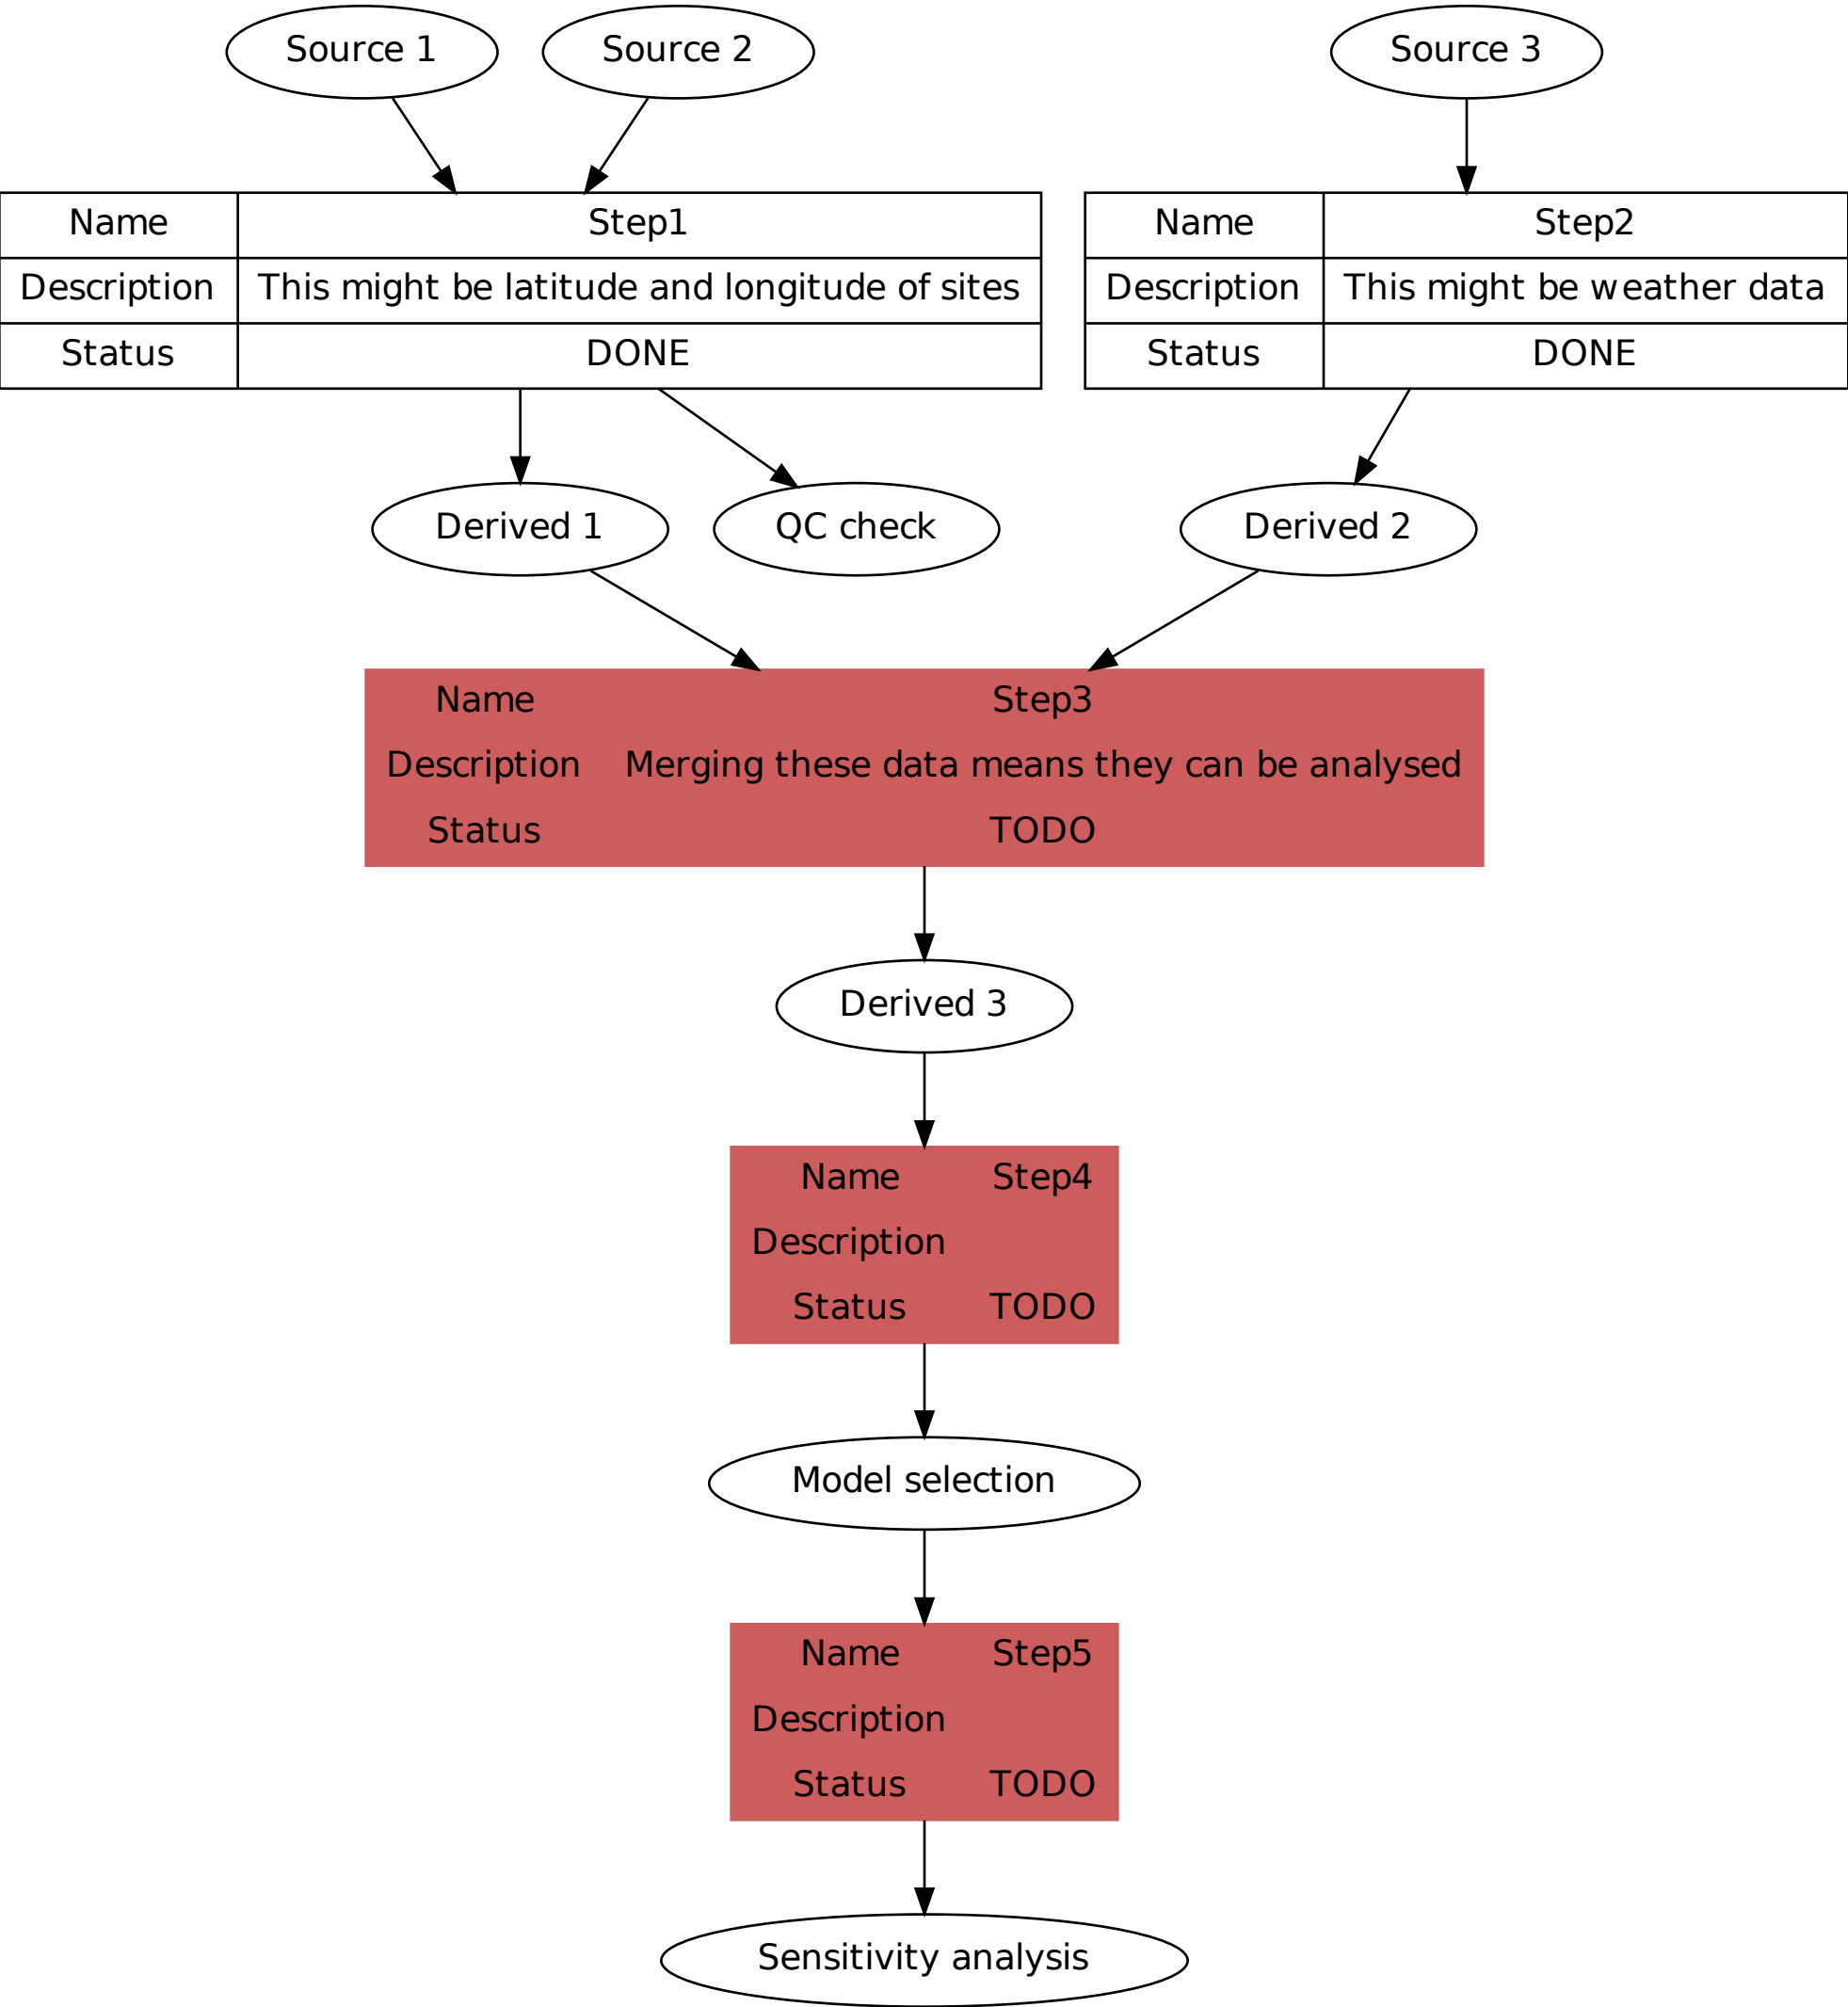 Source 1
Source 2
Source 3
Name Step1
Description This might be latitude and longitude of sites
Status DONE
Name Step2
Description This might be weather data
Status DONE
Derived 1
QC check
Derived 2
Name Step3
Description Merging these data means they can be analysed
Status TODO
Derived 3
Name Step4
Description
Status TODO
Model selection
Name Step5
Description
Status TODO
Sensitivity analysis